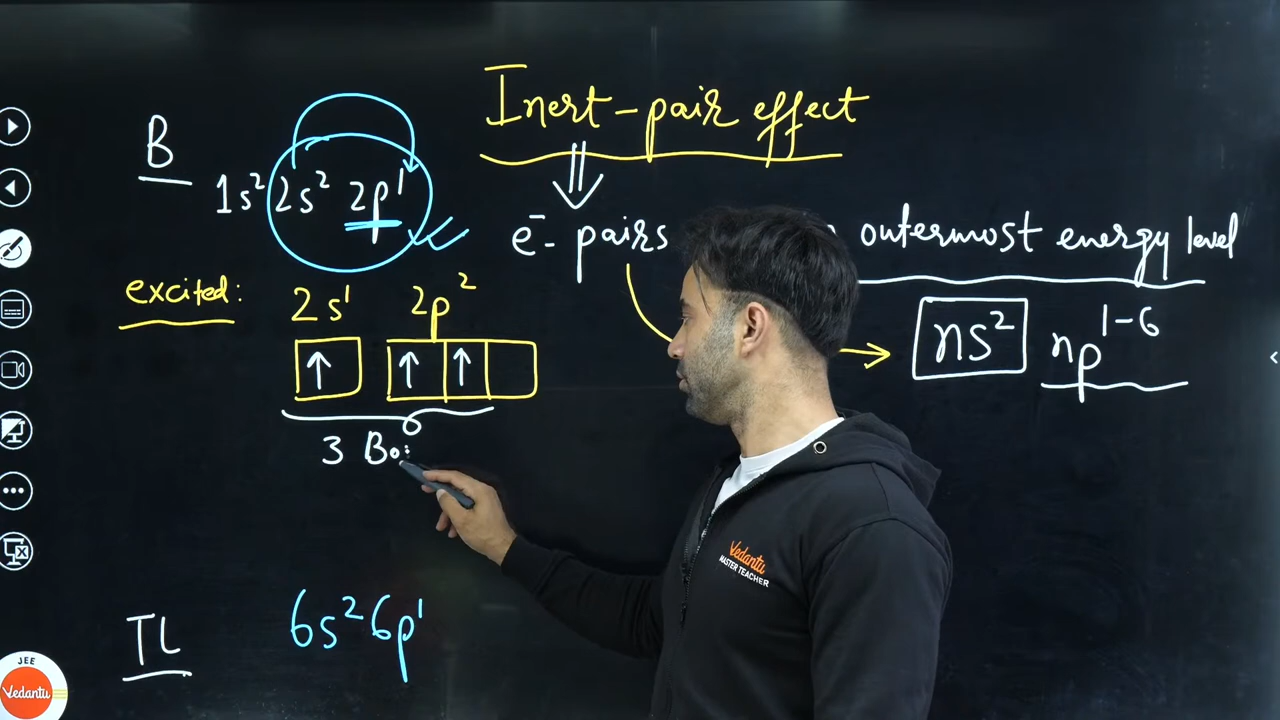 Inert-pair effect
B
1s² 2s² 2p¹
e⁻-pairs outermost energy level
excited: 2s¹ 2p²
ns² np¹⁻⁶
↑ ↑ ↑
3 Bo
Tl 6s² 6p¹
Vedantu
MASTER TEACHER
JEE
Vedantu